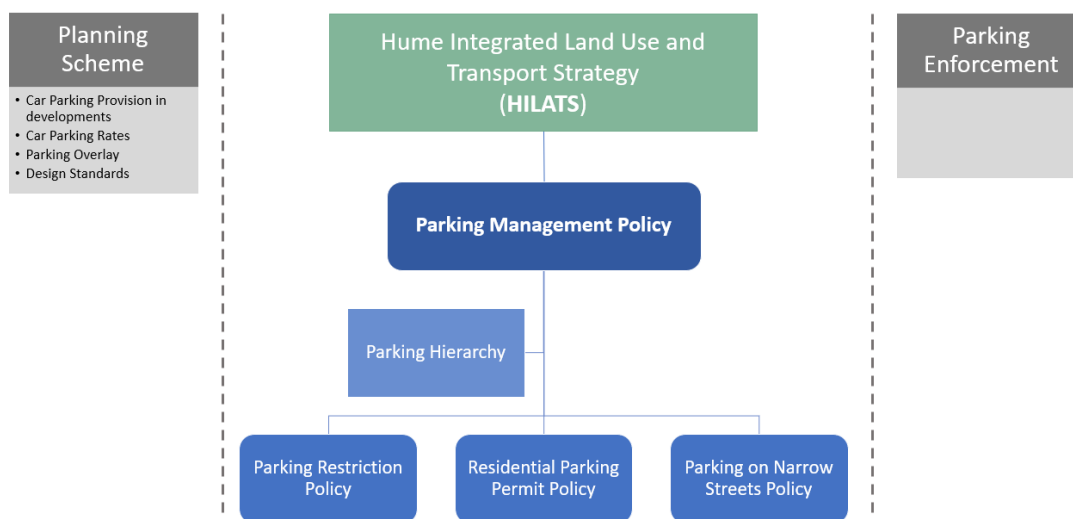 Planning
Scheme
• Car Parking Provision in
developments
• Car Parking Rates
• Parking Overlay
• Design Standards
Hume Integrated Land Use and
Transport Strategy
(HILATS)
Parking
Enforcement
Parking Management Policy
Parking Hierarchy
Parking Restriction
Policy
Residential Parking
Permit Policy
Parking on Narrow
Streets Policy